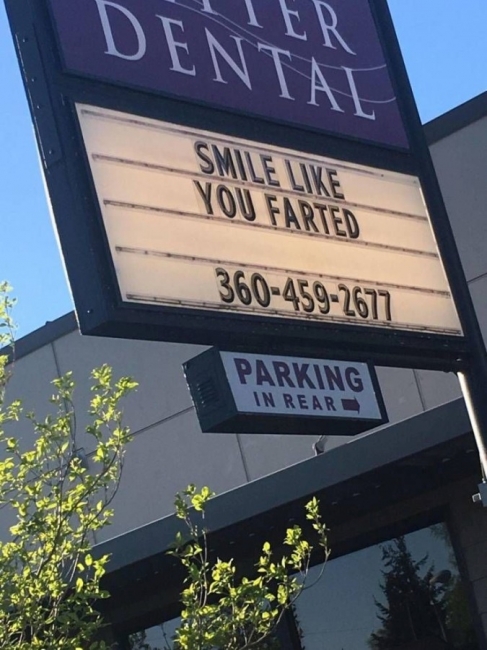 DENTAL
SMILE LIKE
YOU FARTED
360-459-2677
PARKING
IN REAR